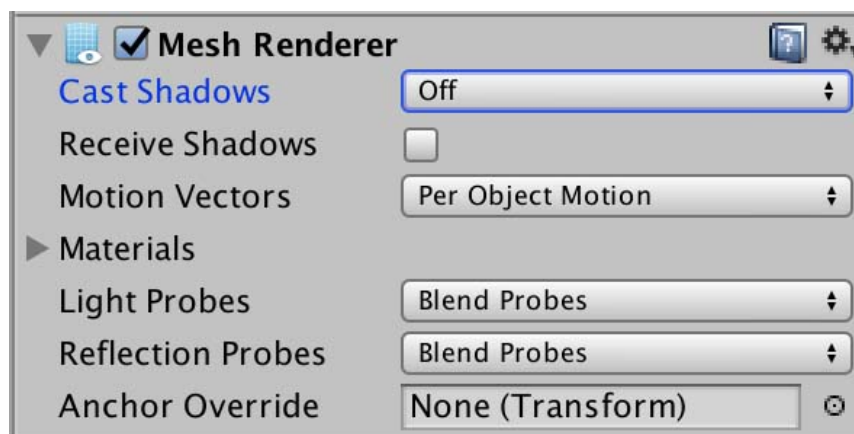 Mesh Renderer
Cast Shadows Off
Receive Shadows
Motion Vectors Per Object Motion
Materials
Light Probes Blend Probes
Reflection Probes Blend Probes
Anchor Override None (Transform)